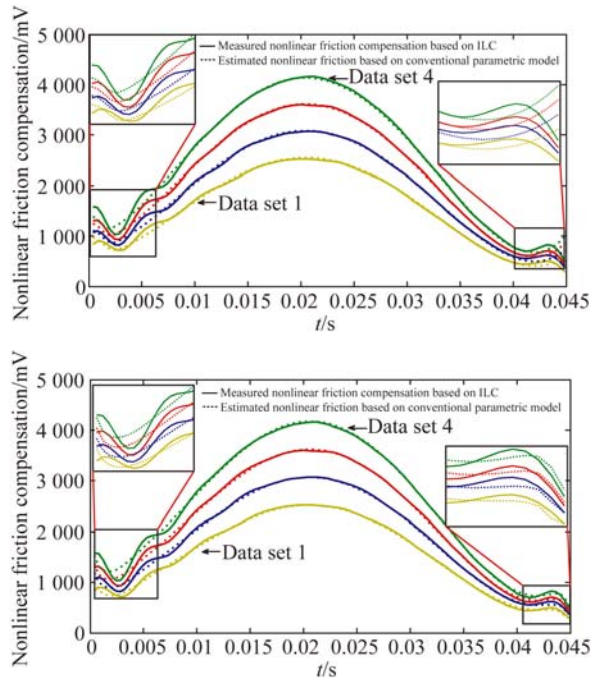 5 000
4 000
3 000
2 000
1 000
0
Nonlinear friction compensation/mV
Measured nonlinear friction compensation based on ILC
Estimated nonlinear friction based on conventional parametric model
Data set 4
Data set 1
0 0.005 0.01 0.015 0.02 0.025 0.03 0.035 0.04 0.045
t/s
5 000
4 000
3 000
2 000
1 000
0
Nonlinear friction compensation/mV
Measured nonlinear friction compensation based on ILC
Estimated nonlinear friction based on conventional parametric model
Data set 4
Data set 1
0 0.005 0.01 0.015 0.02 0.025 0.03 0.035 0.04 0.045
t/s